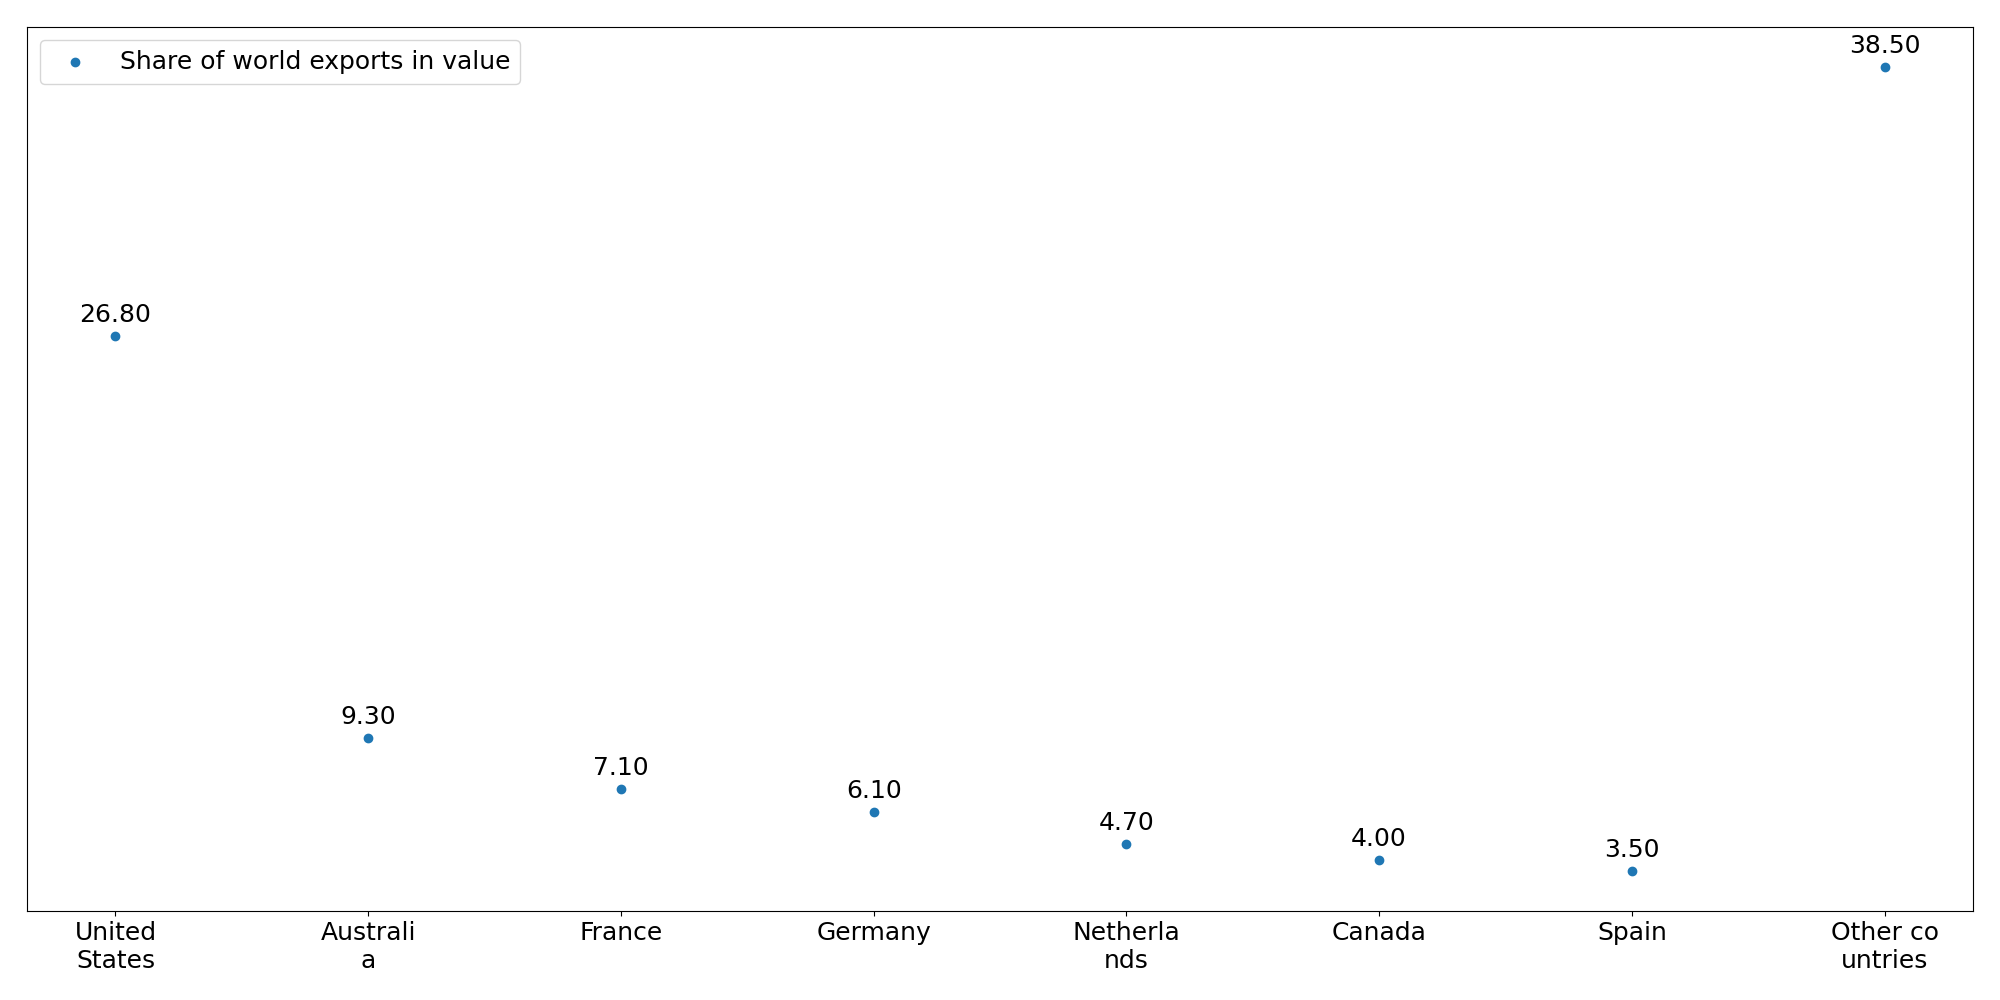 Share of world exports in value
38.50
26.80
9.30
7.10
6.10
4.70
4.00
3.50
United
States
Australi
a
France
Germany
Netherla
nds
Canada
Spain
Other co
untries